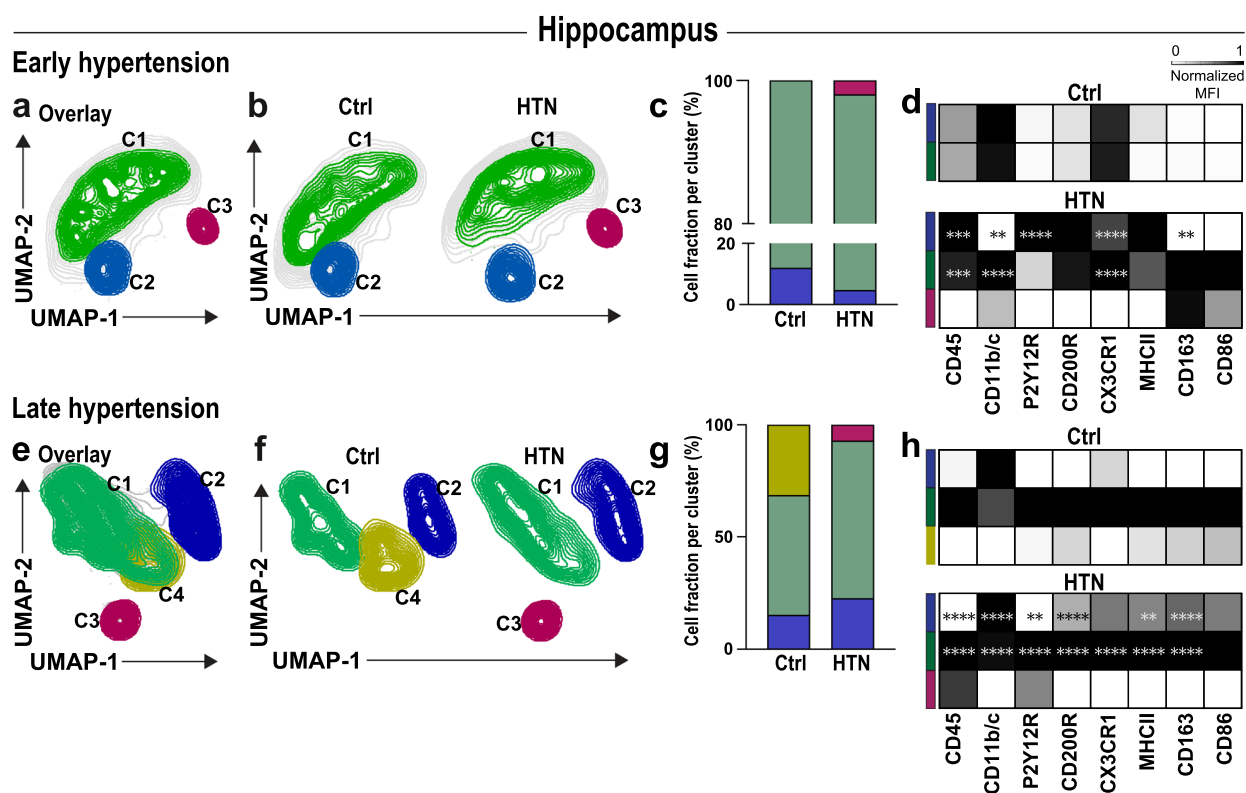 Hippocampus
Early hypertension
0 1
Normalized
MFI
a Overlay
C1
C3
C2
UMAP-2
UMAP-1
b Ctrl HTN
C1 C1
C3
C2 C2
UMAP-2
UMAP-1
c
Cell fraction per cluster (%)
100
80
20
0
Ctrl HTN
d
Ctrl
HTN
*** ** **** **** **
*** **** ****
CD45 CD11b/c P2Y12R CD200R CX3CR1 MHCII CD163 CD86
Late hypertension
e Overlay
C1 C2
C4
C3
UMAP-2
UMAP-1
f Ctrl HTN
C1 C2 C1 C2
C4
C3
UMAP-2
UMAP-1
g
Cell fraction per cluster (%)
100
50
0
Ctrl HTN
h
Ctrl
HTN
**** **** ** **** ** ****
**** **** **** **** **** **** ****
CD45 CD11b/c P2Y12R CD200R CX3CR1 MHCII CD163 CD86